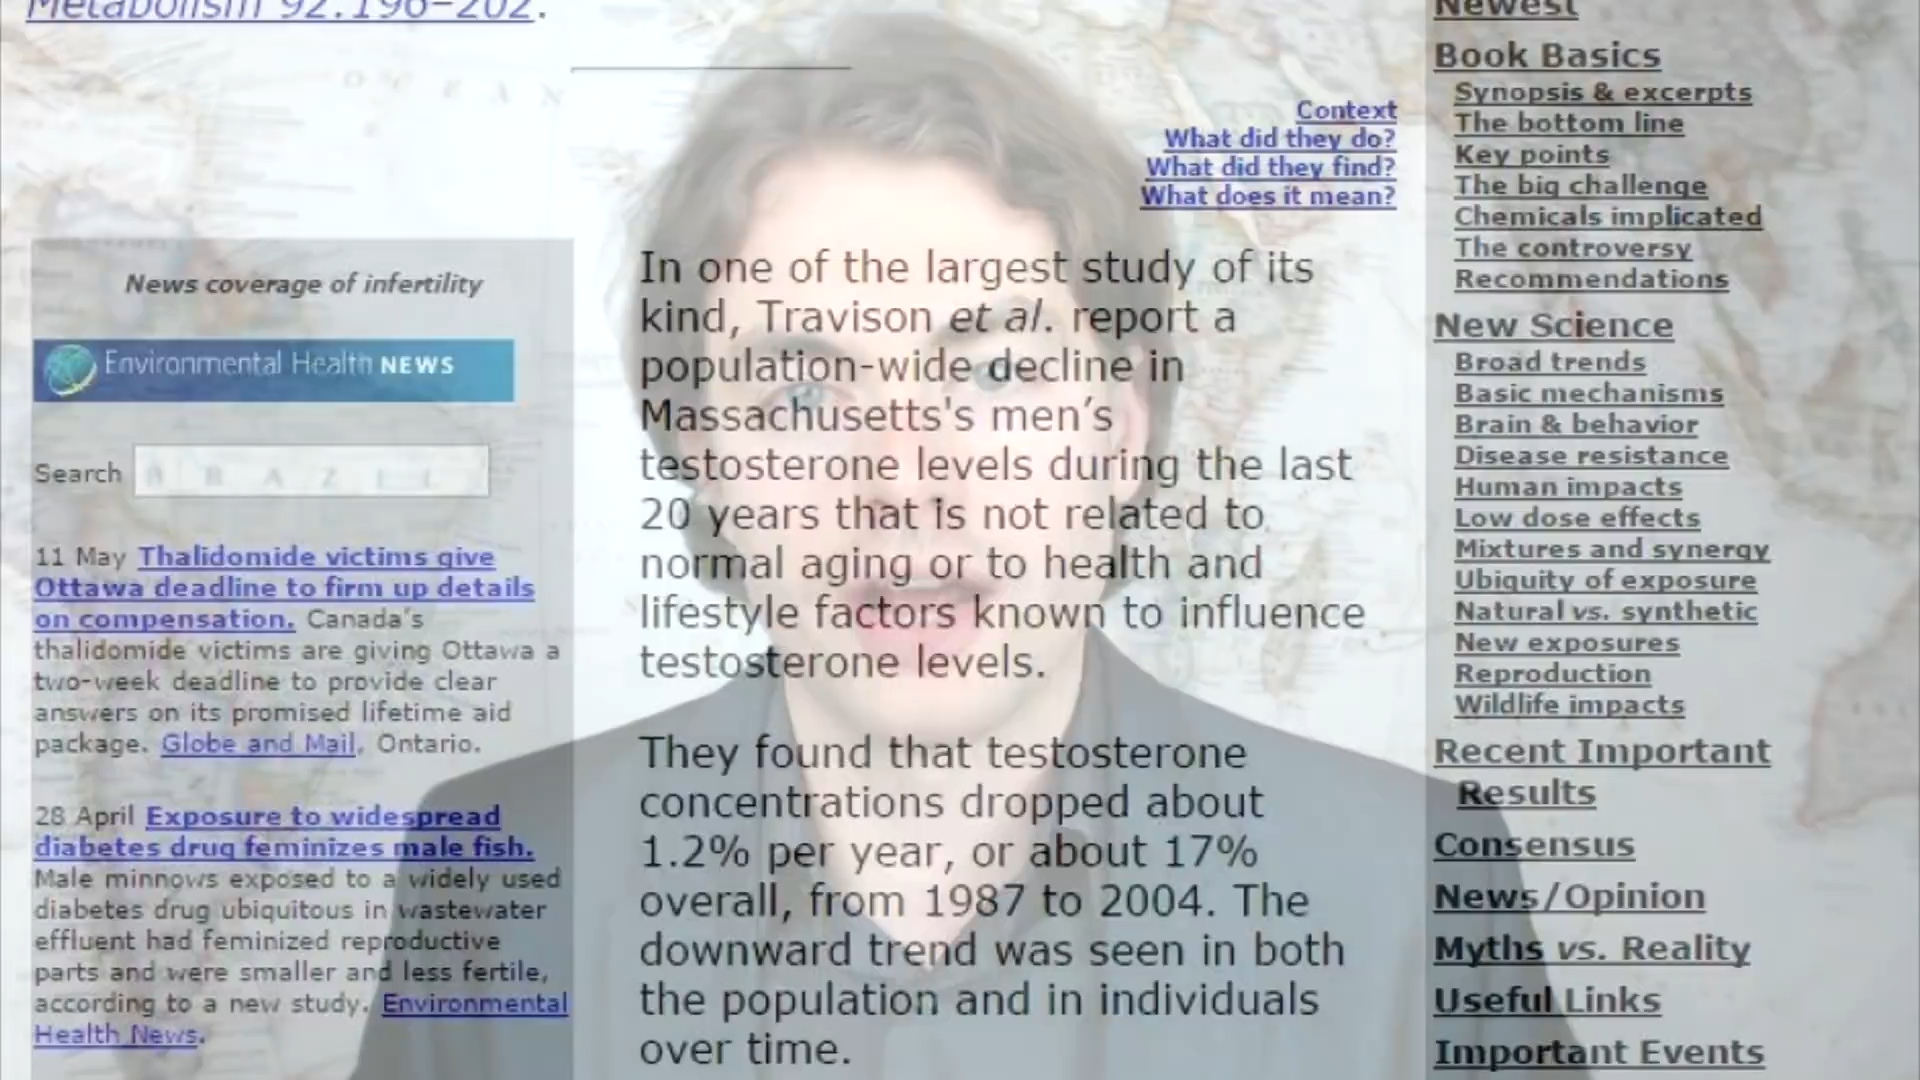 Metabolism 92:196–202.
Context
What did they do?
What did they find?
What does it mean?
News coverage of infertility
Environmental Health NEWS
Search
11 May Thalidomide victims give
Ottawa deadline to firm up details
on compensation. Canada's
thalidomide victims are giving Ottawa a
two-week deadline to provide clear
answers on its promised lifetime aid
package. Globe and Mail, Ontario.
28 April Exposure to widespread
diabetes drug feminizes male fish.
Male minnows exposed to a widely used
diabetes drug ubiquitous in wastewater
effluent had feminized reproductive
parts and were smaller and less fertile,
according to a new study. Environmental
Health News.
In one of the largest study of its
kind, Travison et al. report a
population-wide decline in
Massachusetts's men’s
testosterone levels during the last
20 years that is not related to
normal aging or to health and
lifestyle factors known to influence
testosterone levels.
They found that testosterone
concentrations dropped about
1.2% per year, or about 17%
overall, from 1987 to 2004. The
downward trend was seen in both
the population and in individuals
over time.
Newest
Book Basics
Synopsis & excerpts
The bottom line
Key points
The big challenge
Chemicals implicated
The controversy
Recommendations
New Science
Broad trends
Basic mechanisms
Brain & behavior
Disease resistance
Human impacts
Low dose effects
Mixtures and synergy
Ubiquity of exposure
Natural vs. synthetic
New exposures
Reproduction
Wildlife impacts
Recent Important
Results
Consensus
News/Opinion
Myths vs. Reality
Useful Links
Important Events
OCEAN
BRAZIL